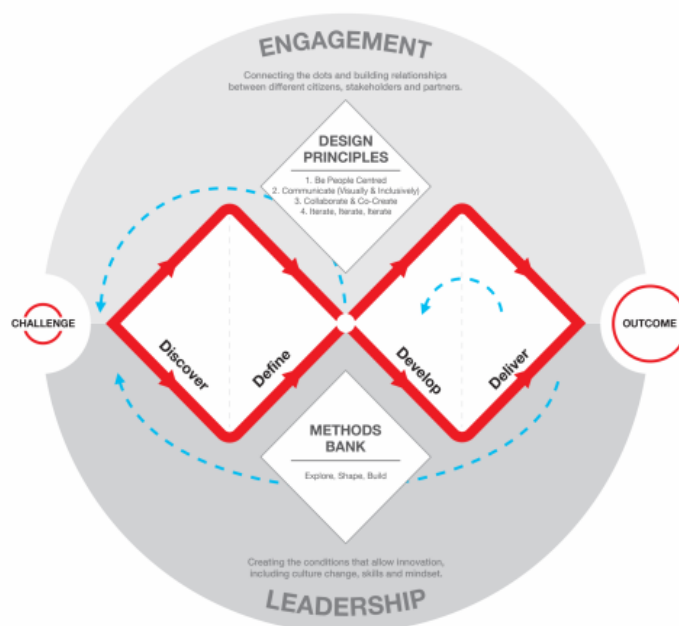 ENGAGEMENT
Connecting the dots and building relationships
between different citizens, stakeholders and partners.
DESIGN
PRINCIPLES
1. Be People Centred
2. Communicate (Visually & Inclusively)
3. Collaborate & Co-Create
4. Iterate, Iterate, Iterate
CHALLENGE
OUTCOME
Discover
Define
Develop
Deliver
METHODS
BANK
Explore, Shape, Build
Creating the conditions that allow innovation,
including culture change, skills and mindset.
LEADERSHIP